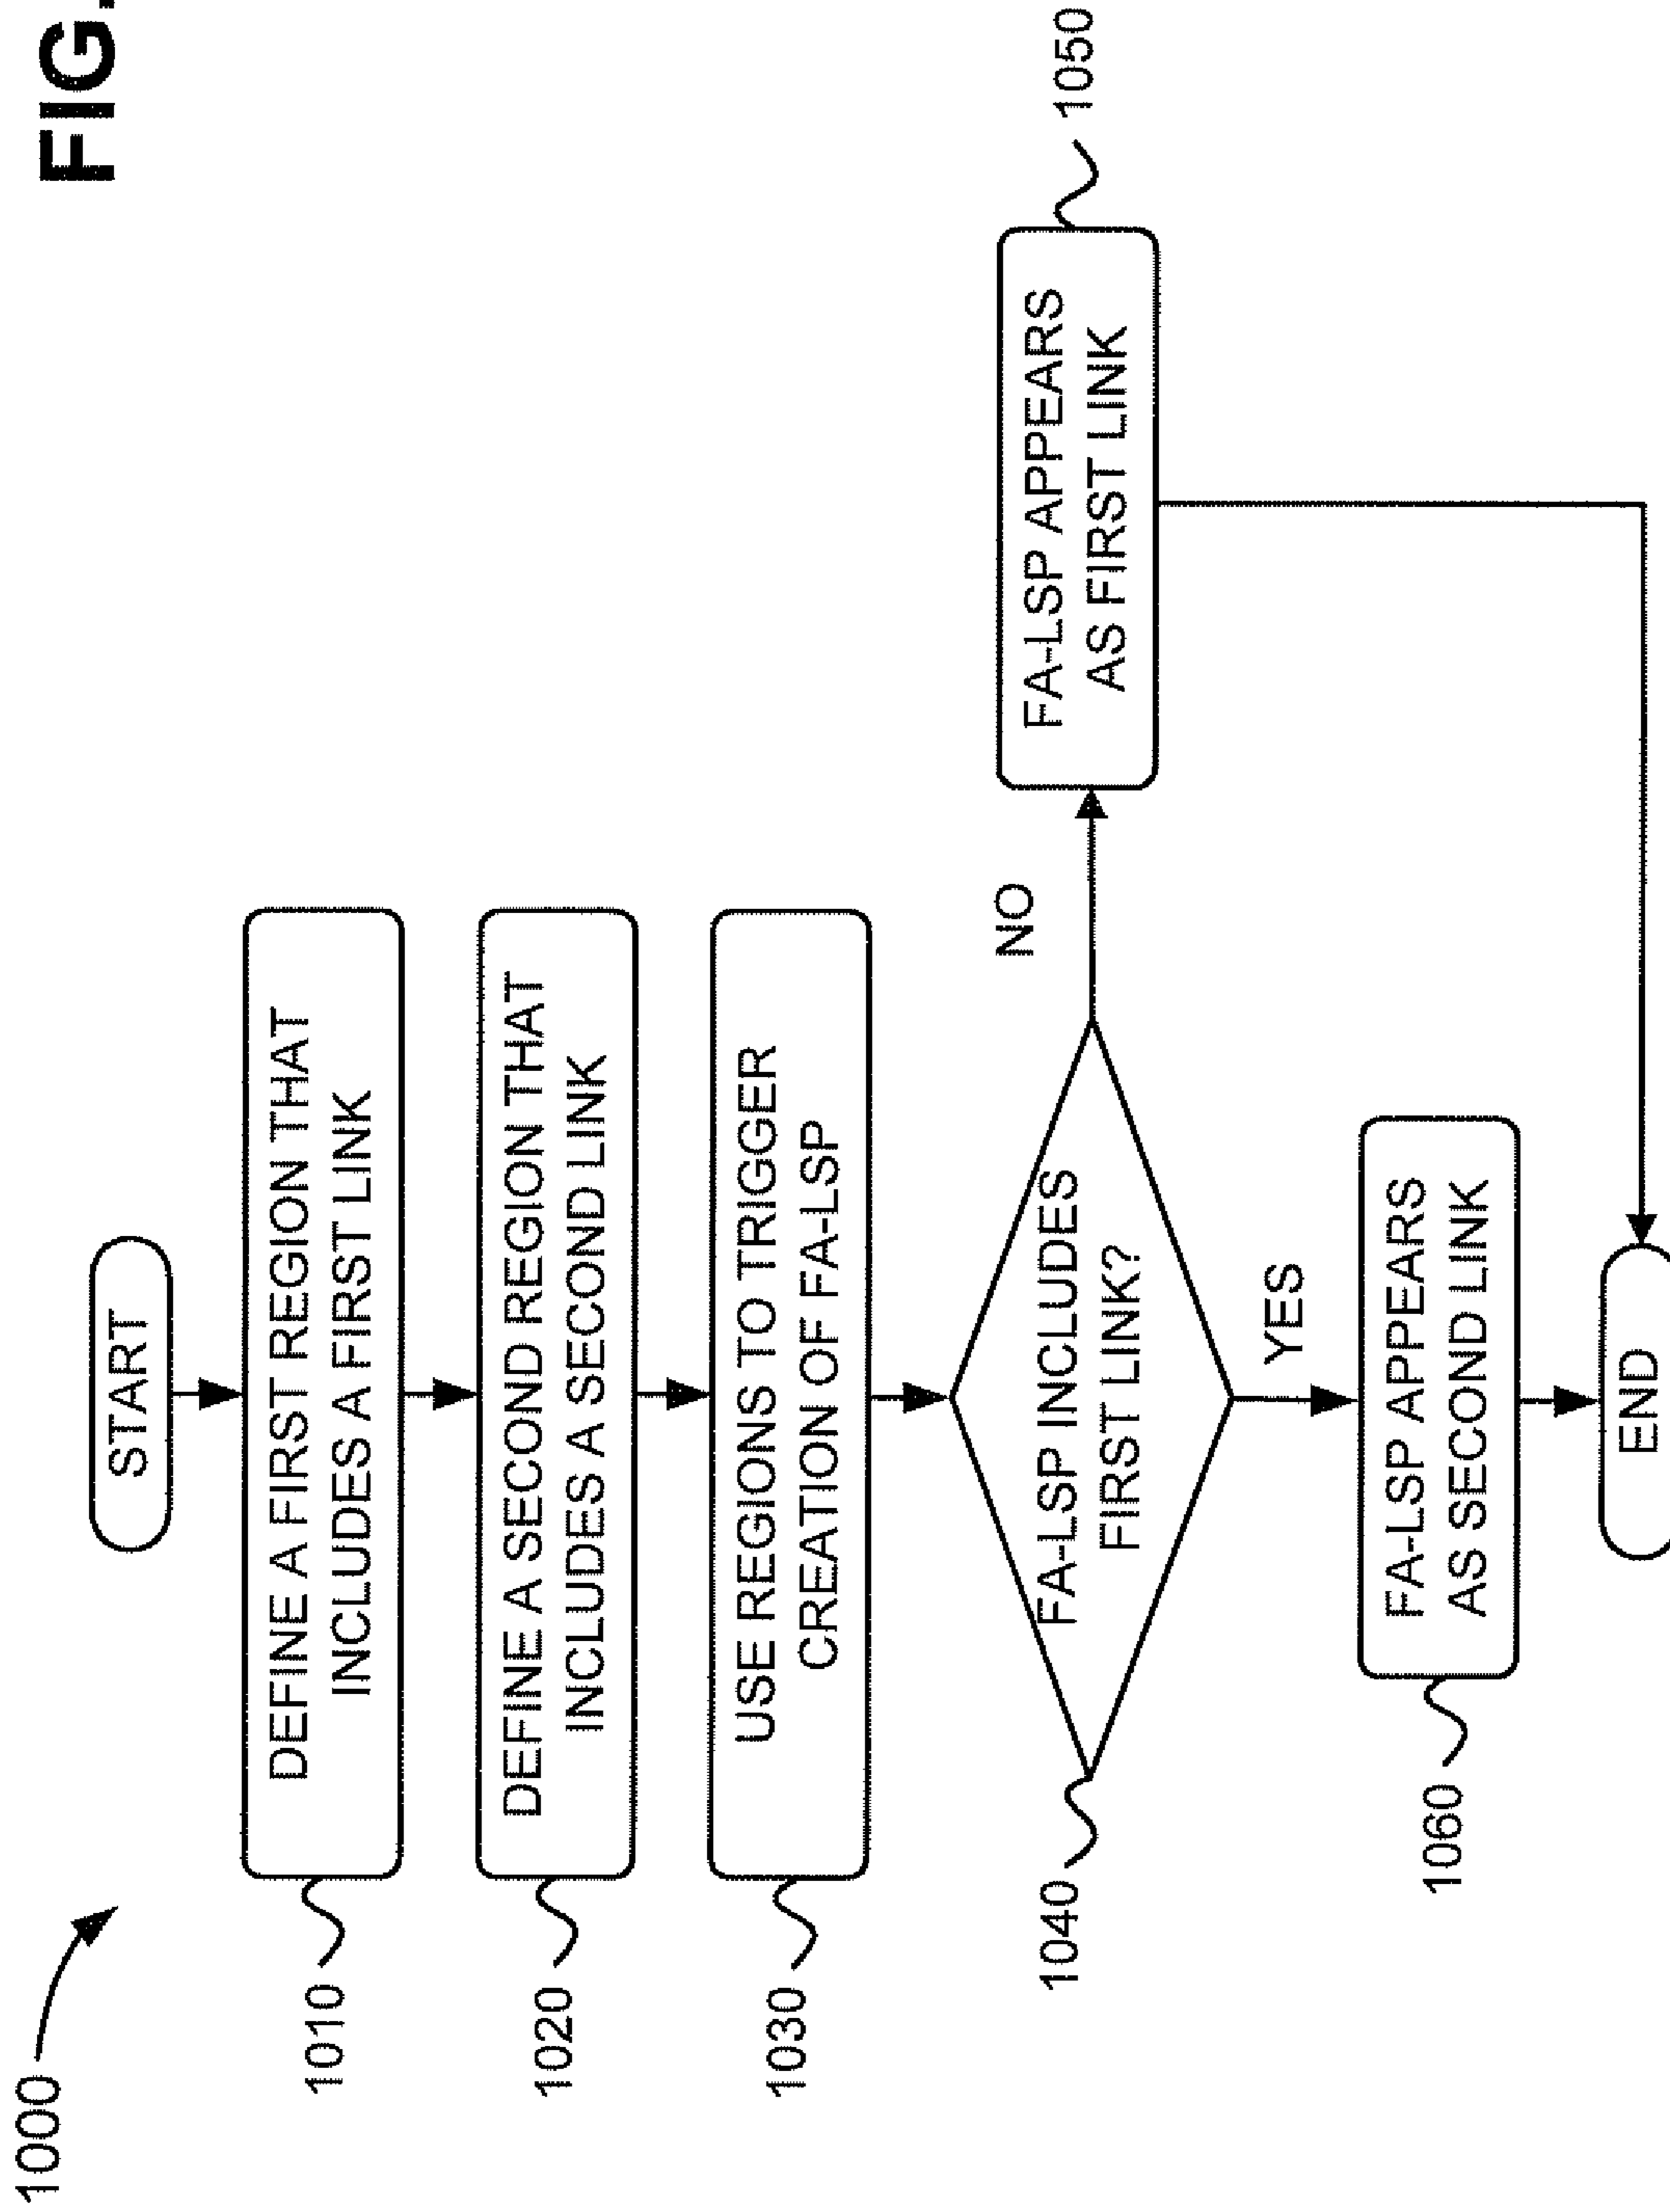 FIG.
1000
START
1010
DEFINE A FIRST REGION THAT
INCLUDES A FIRST LINK
1020
DEFINE A SECOND REGION THAT
INCLUDES A SECOND LINK
1030
USE REGIONS TO TRIGGER
CREATION OF FA-LSP
1040
FA-LSP INCLUDES
FIRST LINK?
NO
FA-LSP APPEARS
AS FIRST LINK
1050
YES
1060
FA-LSP APPEARS
AS SECOND LINK
END